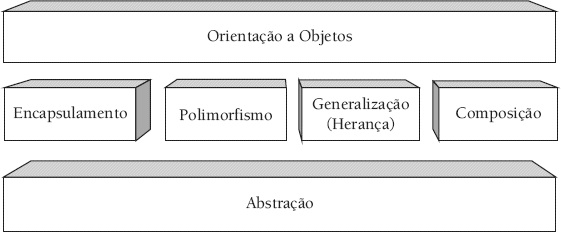 Orientação a Objetos
Encapsulamento
Polimorfismo
Generalização
(Herança)
Composição
Abstração